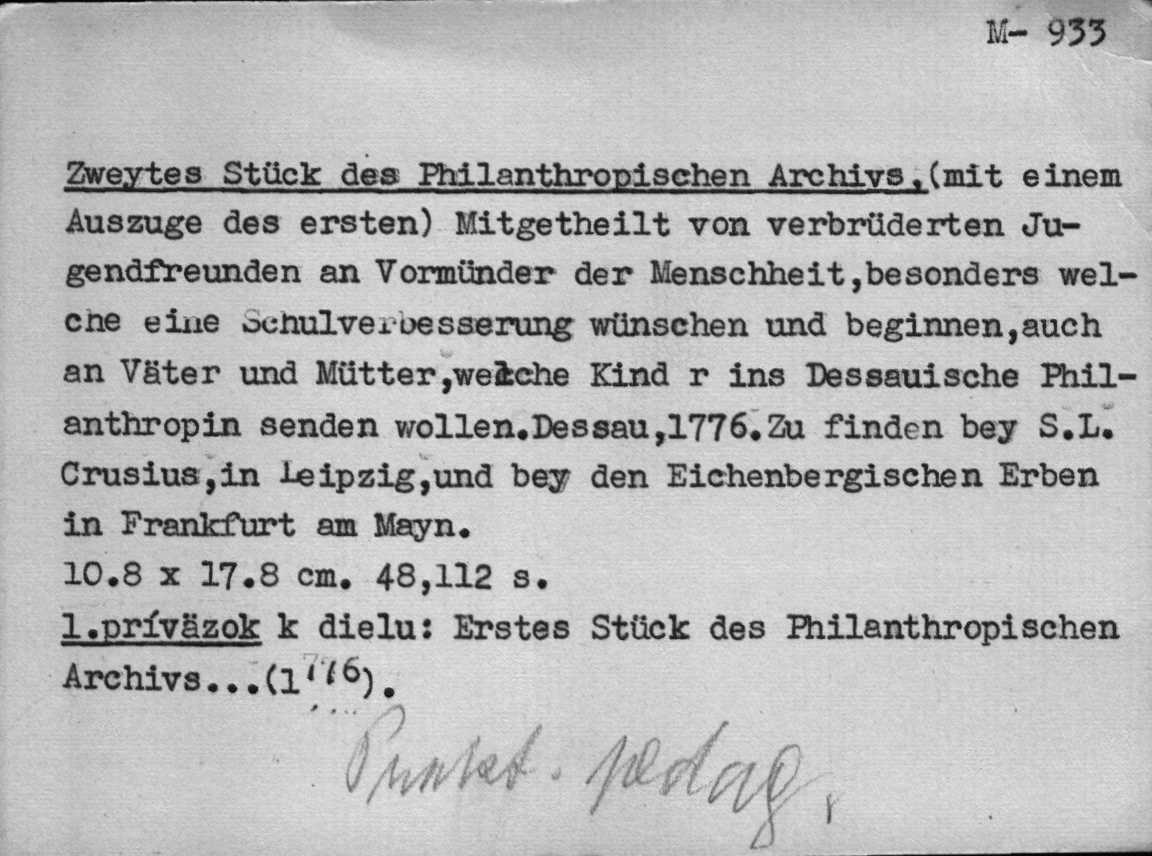 M- 933
Zweytes Stück des Philanthropischen Archivs,(mit einem
Auszuge des ersten) Mitgetheilt von verbrüderten Ju-
gendfreunden an Vormünder der Menschheit,besonders wel-
che eine Schulverbesserung wünschen und beginnen,auch
an Väter und Mütter,welche Kind r ins Dessauische Phil-
anthropin senden wollen.Dessau,1776.Zu finden bey S.L.
Crusius,in Leipzig,und bey den Eichenbergischen Erben
in Frankfurt am Mayn.
10.8 x 17.8 cm. 48,112 s.
1.príväzok k dielu: Erstes Stück des Philanthropischen
Archivs...(1776).
pedag.